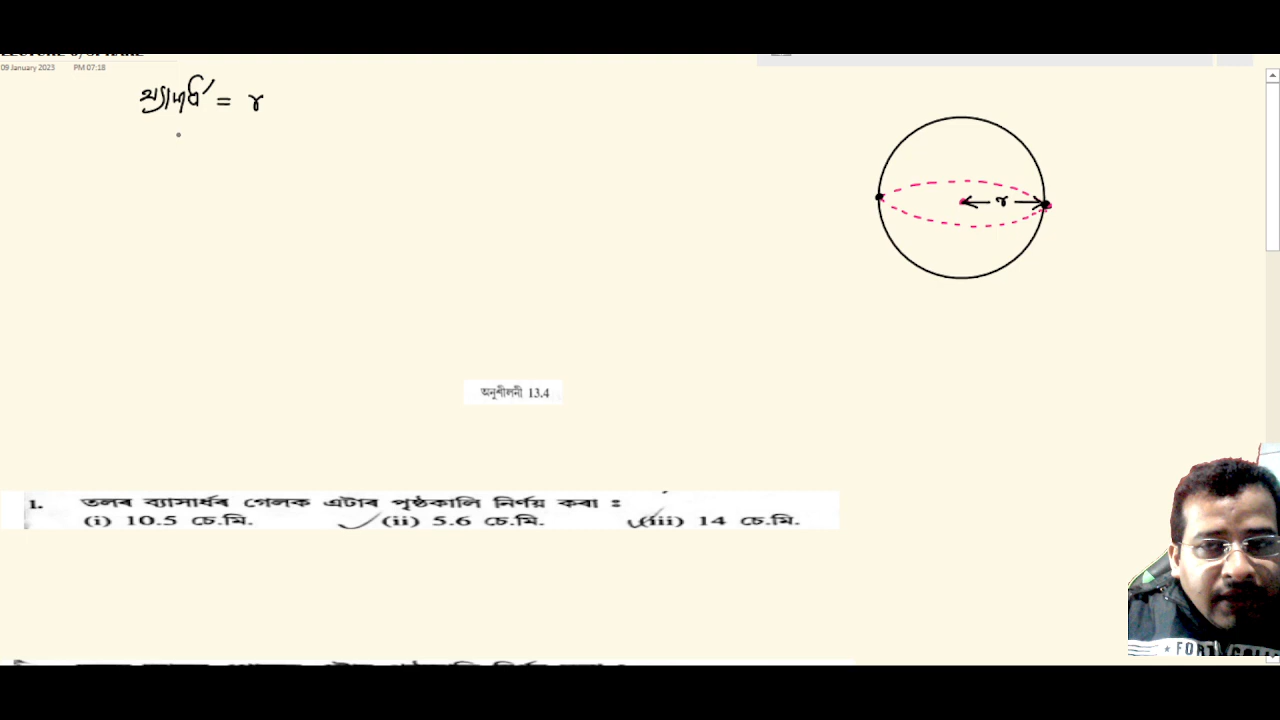 09 January 2023 PM 07:18
= r
r
অনুশীলনী 13.4
1. তলৰ ব্যাসাৰ্ধৰ গোলক এটাৰ পৃষ্ঠকালি নিৰ্ণয় কৰা ঃ
(i) 10.5 চে.মি. (ii) 5.6 চে.মি. (iii) 14 চে.মি.